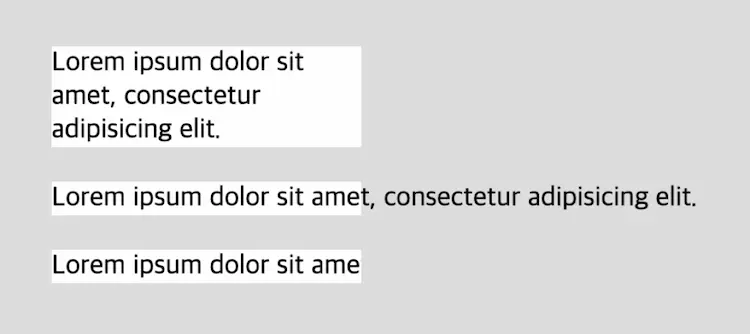 Lorem ipsum dolor sit
amet, consectetur
adipisicing elit.
Lorem ipsum dolor sit amet, consectetur adipisicing elit.
Lorem ipsum dolor sit ame